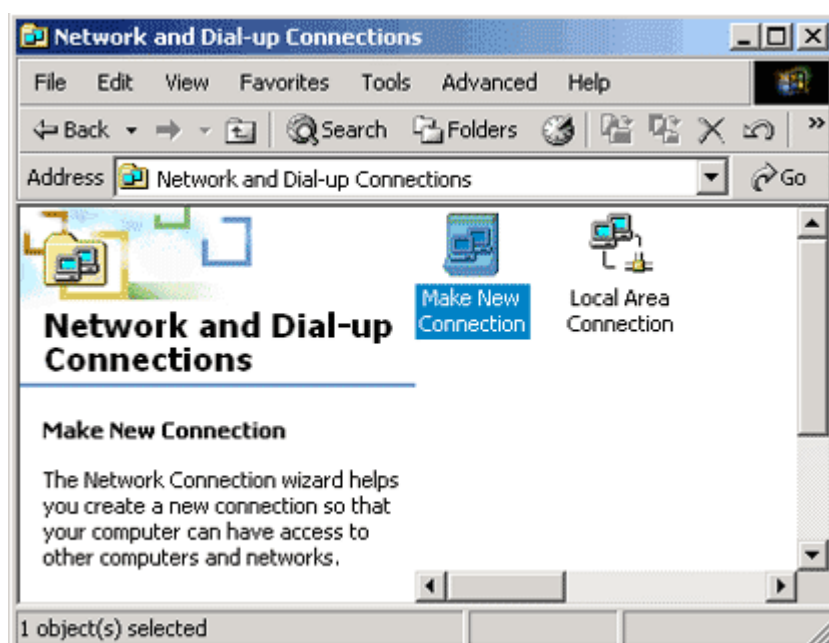 Network and Dial-up Connections
File Edit View Favorites Tools Advanced Help
Back Search Folders »
Address Network and Dial-up Connections Go
Make New
Connection
Local Area
Connection
Network and Dial-up
Connections
Make New Connection
The Network Connection wizard helps
you create a new connection so that
your computer can have access to
other computers and networks.
1 object(s) selected